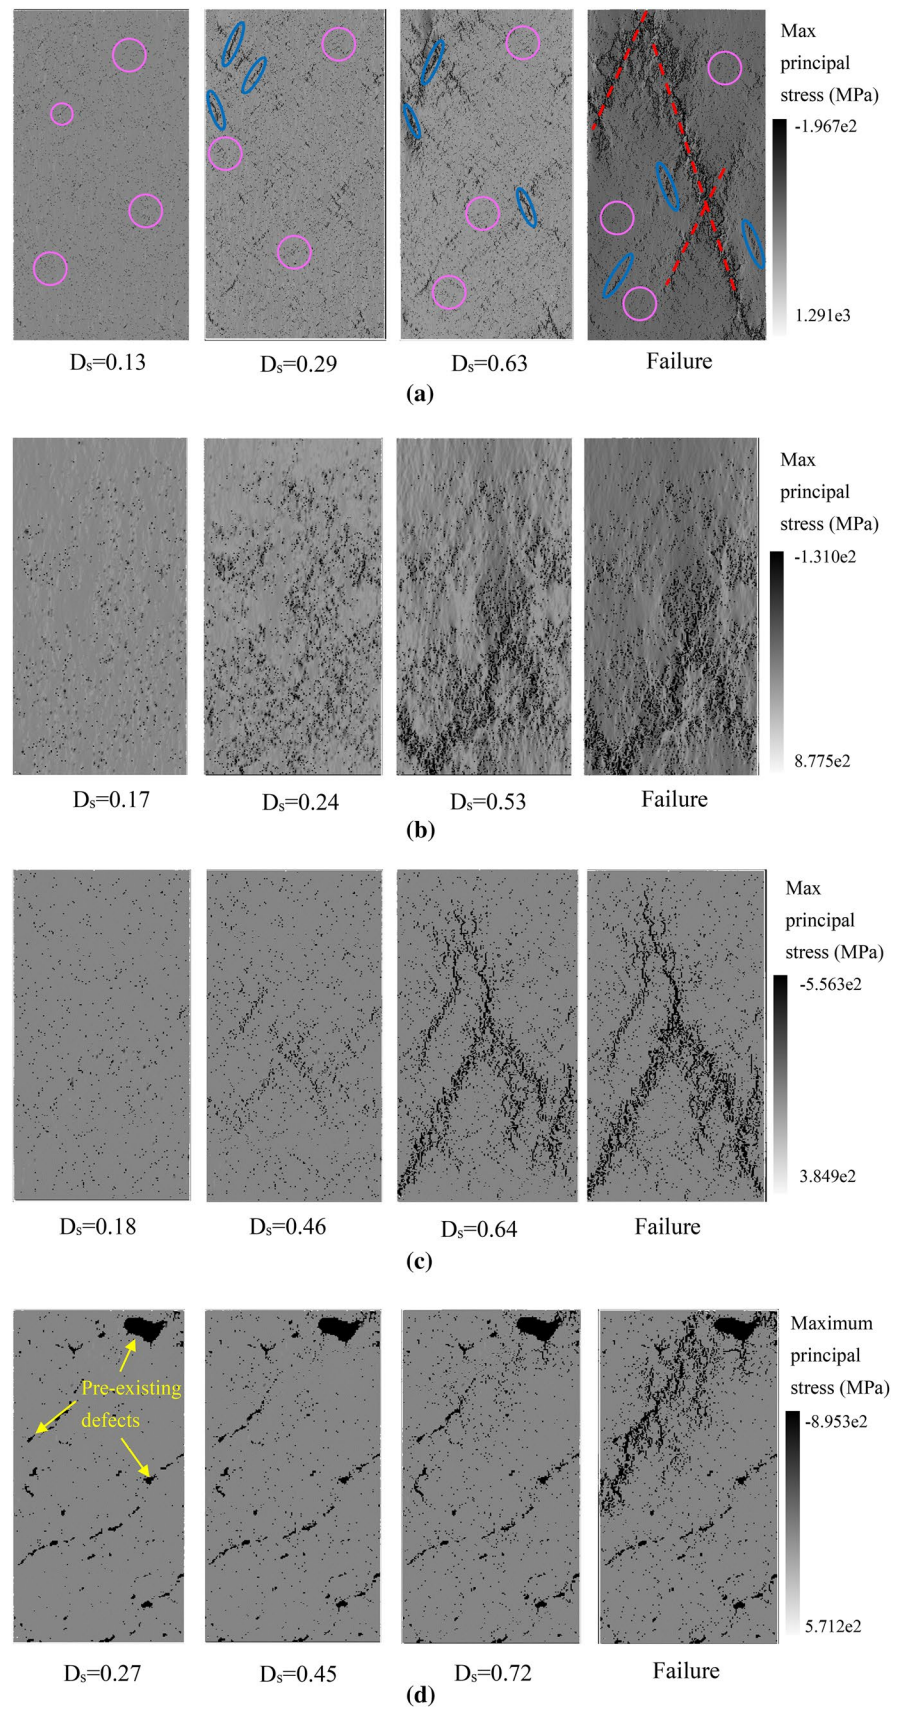 Max
principal
stress (MPa)
-1.967e2
1.291e3
Ds=0.13
Ds=0.29
Ds=0.63
Failure
(a)
Max
principal
stress (MPa)
-1.310e2
8.775e2
Ds=0.17
Ds=0.24
Ds=0.53
Failure
(b)
Max
principal
stress (MPa)
-5.563e2
3.849e2
Ds=0.18
Ds=0.46
Ds=0.64
Failure
(c)
Pre-existing
defects
Maximum
principal
stress (MPa)
-8.953e2
5.712e2
Ds=0.27
Ds=0.45
Ds=0.72
Failure
(d)